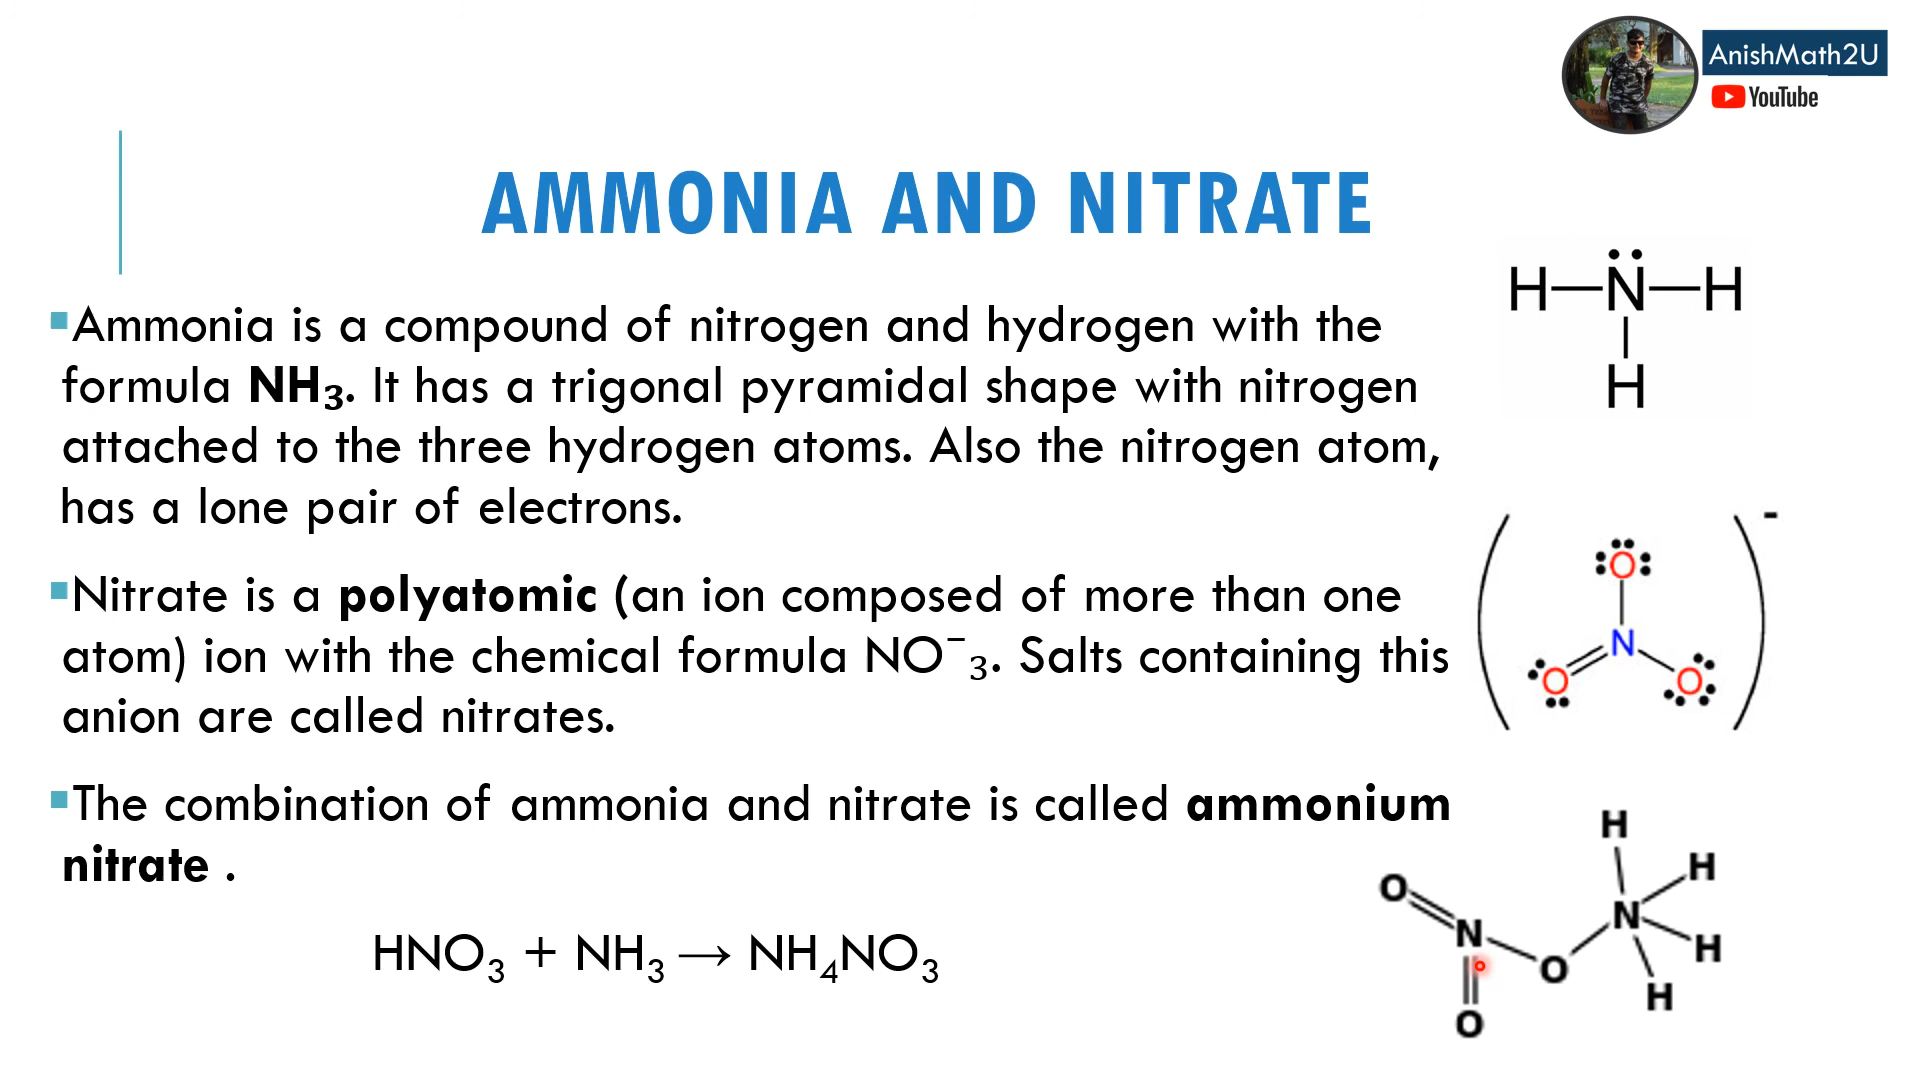 AnishMath2U
YouTube
AMMONIA AND NITRATE
▪Ammonia is a compound of nitrogen and hydrogen with the
formula NH₃. It has a trigonal pyramidal shape with nitrogen
attached to the three hydrogen atoms. Also the nitrogen atom,
has a lone pair of electrons.
H—N—H
H
▪Nitrate is a polyatomic (an ion composed of more than one
atom) ion with the chemical formula NO⁻₃. Salts containing this
anion are called nitrates.
-
O
N
O O
▪The combination of ammonia and nitrate is called ammonium
nitrate .
HNO₃ + NH₃ → NH₄NO₃
H
O H
N N
O H
O H